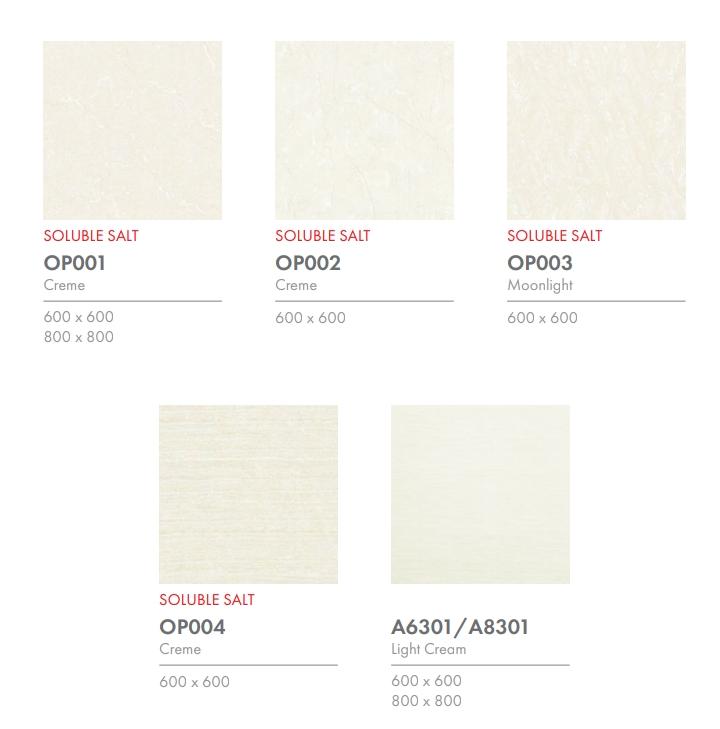 SOLUBLE SALT
OP001
Creme
600 x 600
800 x 800
SOLUBLE SALT
OP002
Creme
600 x 600
SOLUBLE SALT
OP003
Moonlight
600 x 600
SOLUBLE SALT
OP004
Creme
600 x 600
A6301/A8301
Light Cream
600 x 600
800 x 800